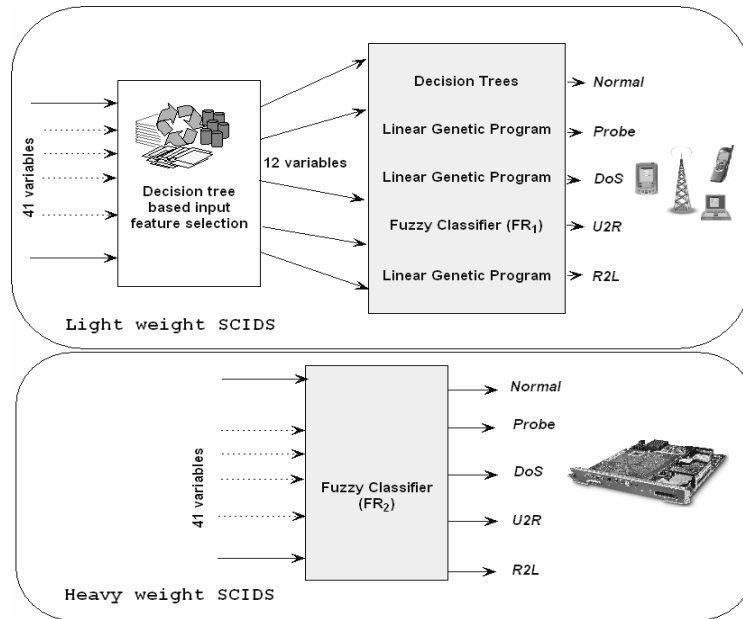 41 variables
Decision tree
based input
feature selection
12 variables
Decision Trees
Linear Genetic Program
Linear Genetic Program
Fuzzy Classifier (FR₁)
Linear Genetic Program
Normal
Probe
DoS
U2R
R2L
Light weight SCIDS
41 variables
Fuzzy Classifier
(FR₂)
Normal
Probe
DoS
U2R
R2L
Heavy weight SCIDS